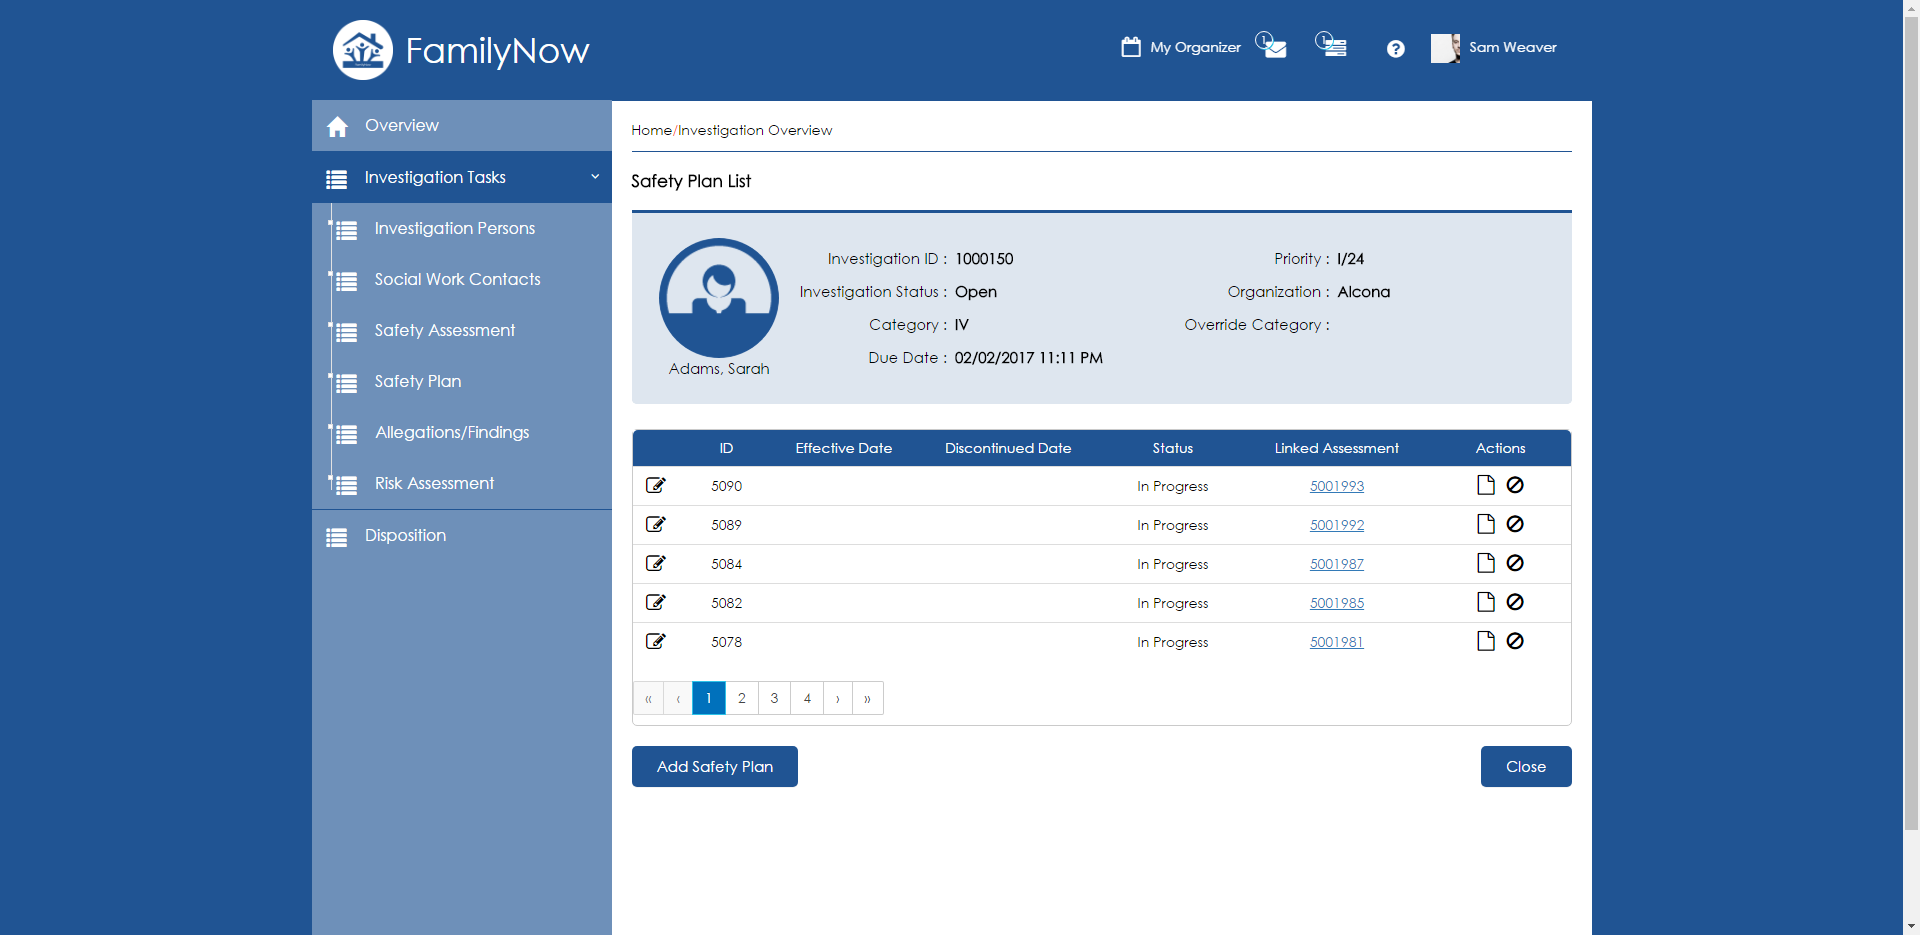 FamilyNow
My Organizer
1
1
Sam Weaver
Overview
Investigation Tasks
Investigation Persons
Social Work Contacts
Safety Assessment
Safety Plan
Allegations/Findings
Risk Assessment
Disposition
Home/Investigation Overview
Safety Plan List
Adams, Sarah
Investigation ID : 1000150
Priority : I/24
Investigation Status : Open
Organization : Alcona
Category : IV
Override Category :
Due Date : 02/02/2017 11:11 PM
ID Effective Date Discontinued Date Status Linked Assessment Actions
5090 In Progress 5001993
5089 In Progress 5001992
5084 In Progress 5001987
5082 In Progress 5001985
5078 In Progress 5001981
« ‹ 1 2 3 4 › »
Add Safety Plan
Close